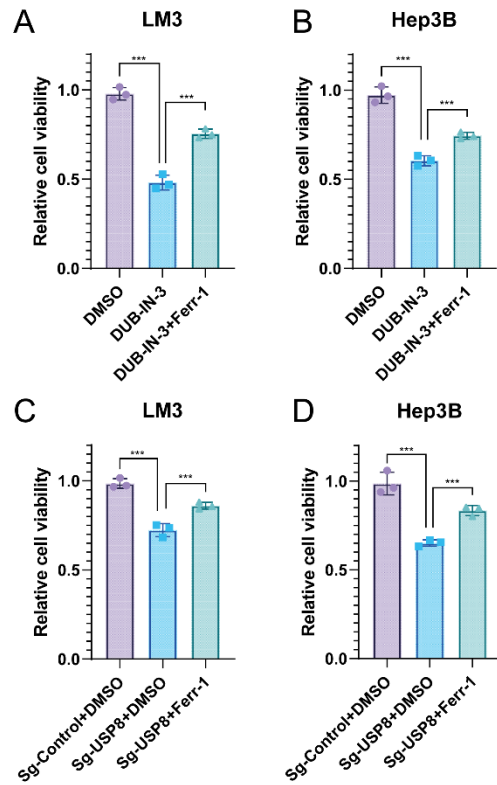 A
LM3
Relative cell viability
1.0
0.5
0.0
***
***
DMSO
DUB-IN-3
DUB-IN-3+Ferr-1
B
Hep3B
Relative cell viability
1.0
0.5
0.0
***
***
DMSO
DUB-IN-3
DUB-IN-3+Ferr-1
C
LM3
Relative cell viability
1.0
0.5
0.0
***
***
Sg-Control+DMSO
Sg-USP8+DMSO
Sg-USP8+Ferr-1
D
Hep3B
Relative cell viability
1.0
0.5
0.0
***
***
Sg-Control+DMSO
Sg-USP8+DMSO
Sg-USP8+Ferr-1